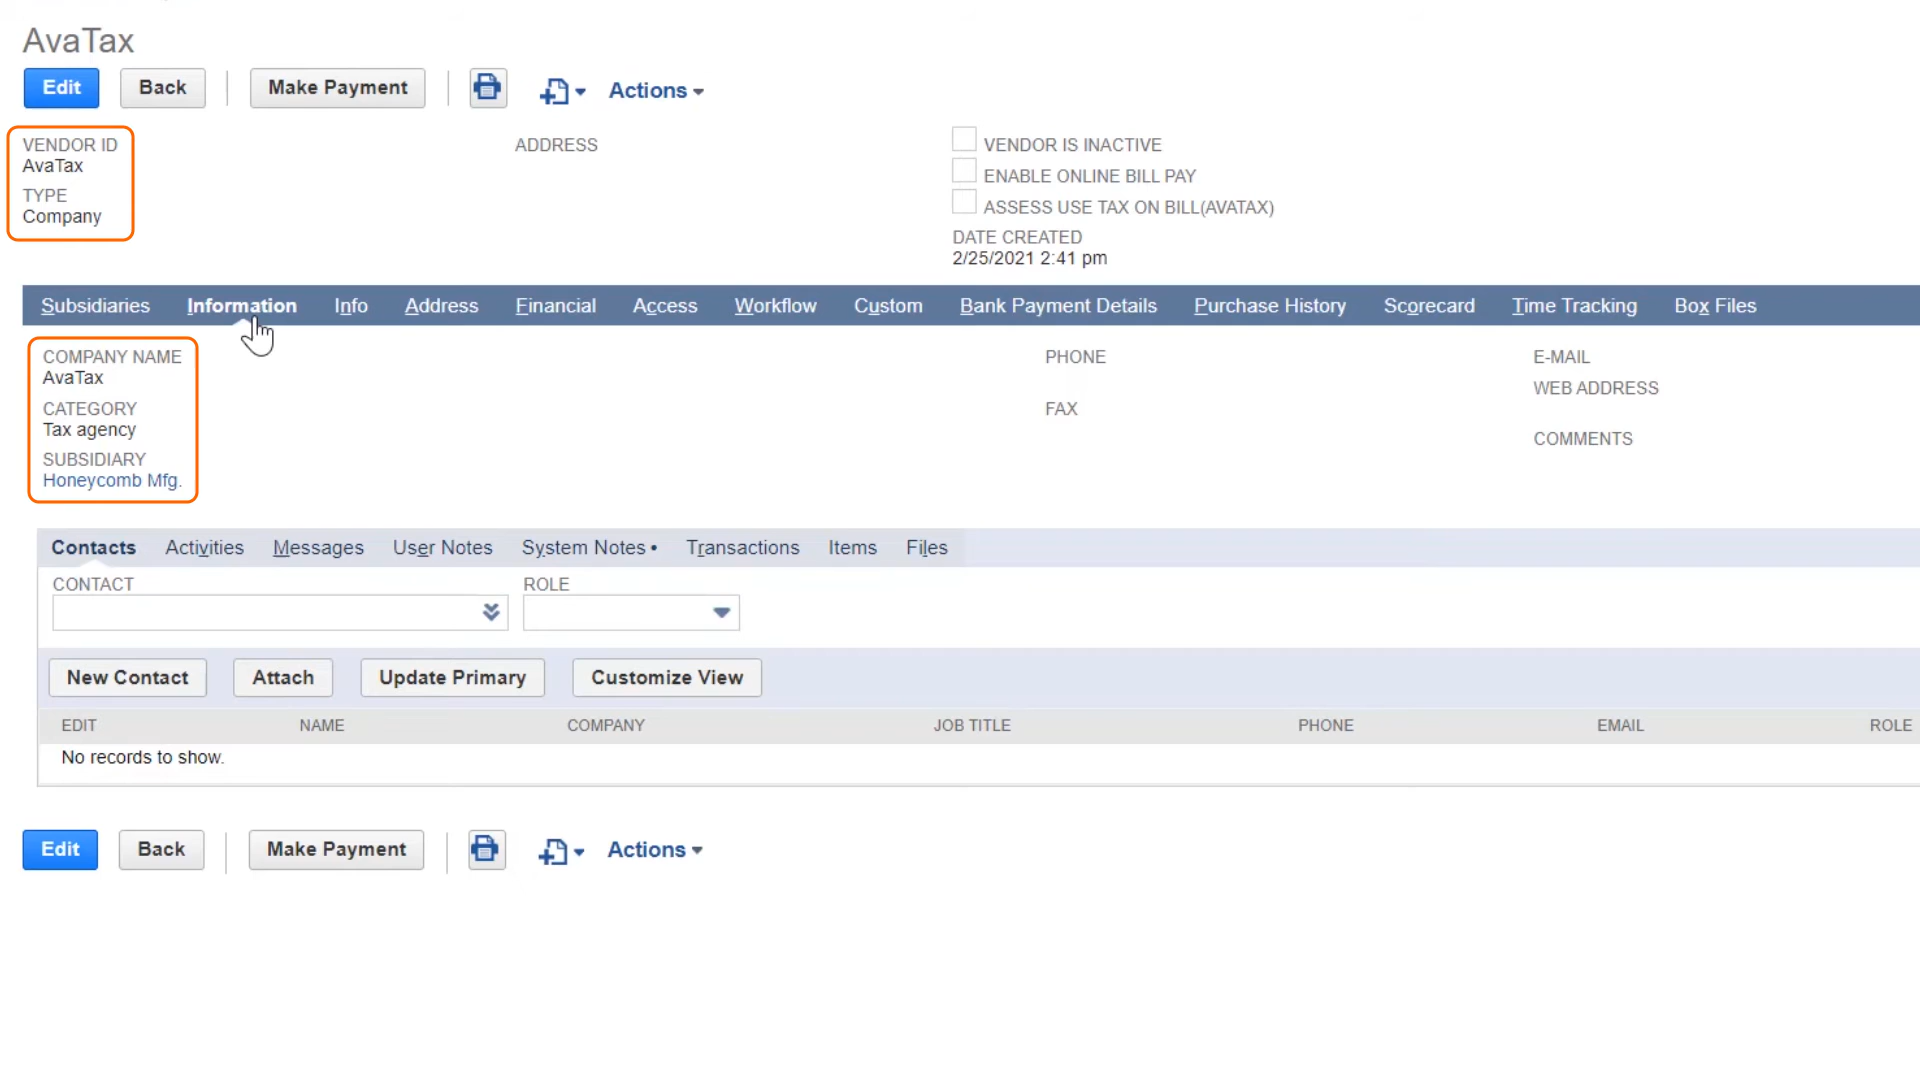 AvaTax
Edit Back Make Payment Actions
VENDOR ID
AvaTax
TYPE
Company
ADDRESS
VENDOR IS INACTIVE
ENABLE ONLINE BILL PAY
ASSESS USE TAX ON BILL(AVATAX)
DATE CREATED
2/25/2021 2:41 pm
Subsidiaries Information Info Address Financial Access Workflow Custom Bank Payment Details Purchase History Scorecard Time Tracking Box Files
COMPANY NAME
AvaTax
CATEGORY
Tax agency
SUBSIDIARY
Honeycomb Mfg.
PHONE
FAX
E-MAIL
WEB ADDRESS
COMMENTS
Contacts Activities Messages User Notes System Notes • Transactions Items Files
CONTACT ROLE
New Contact Attach Update Primary Customize View
EDIT NAME COMPANY JOB TITLE PHONE EMAIL ROLE
No records to show.
Edit Back Make Payment Actions